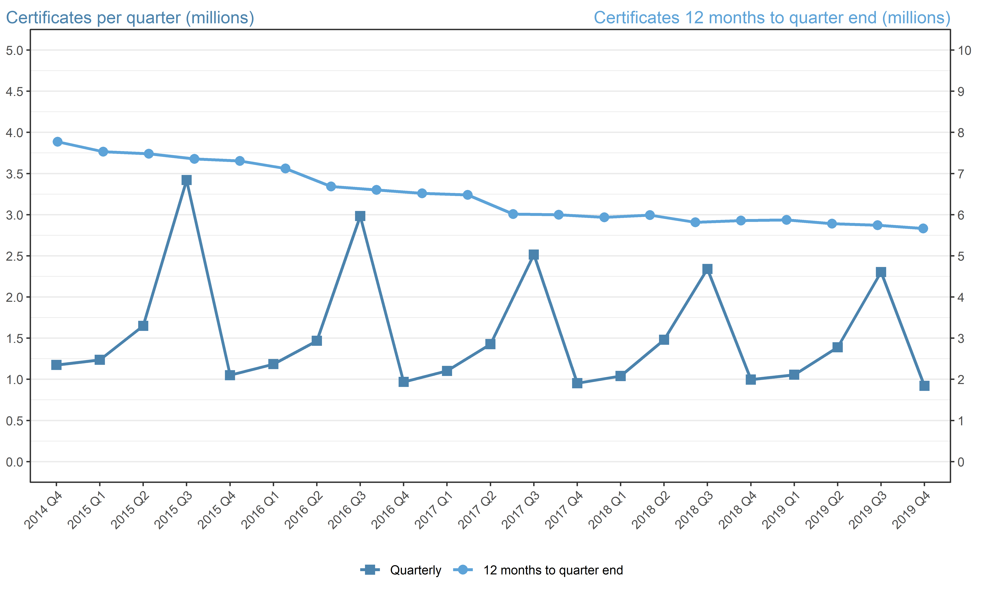 Certificates per quarter (millions)
Certificates 12 months to quarter end (millions)
5.0
4.5
4.0
3.5
3.0
2.5
2.0
1.5
1.0
0.5
0.0
10
9
8
7
6
5
4
3
2
1
0
2014 Q4
2015 Q1
2015 Q2
2015 Q3
2015 Q4
2016 Q1
2016 Q2
2016 Q3
2016 Q4
2017 Q1
2017 Q2
2017 Q3
2017 Q4
2018 Q1
2018 Q2
2018 Q3
2018 Q4
2019 Q1
2019 Q2
2019 Q3
2019 Q4
Quarterly
12 months to quarter end